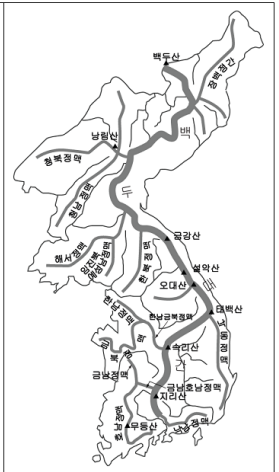 백두산
장백정간
백
낭림산
청북정맥
청남정맥
두
해서정맥
임진북
예성남정맥
한북정맥
금강산
대
설악산
오대산
한남정맥
한남금북정맥
태백산
낙동정맥
금북정맥
속리산
간
금남정맥
금남호남정맥
지리산
호남정맥
무등산
낙남정맥